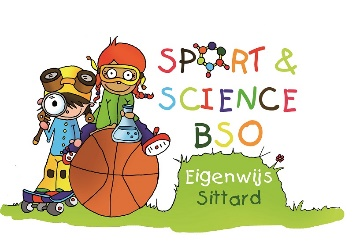 SPORT &
SCIENCE
BSO
Eigenwijs
Sittard